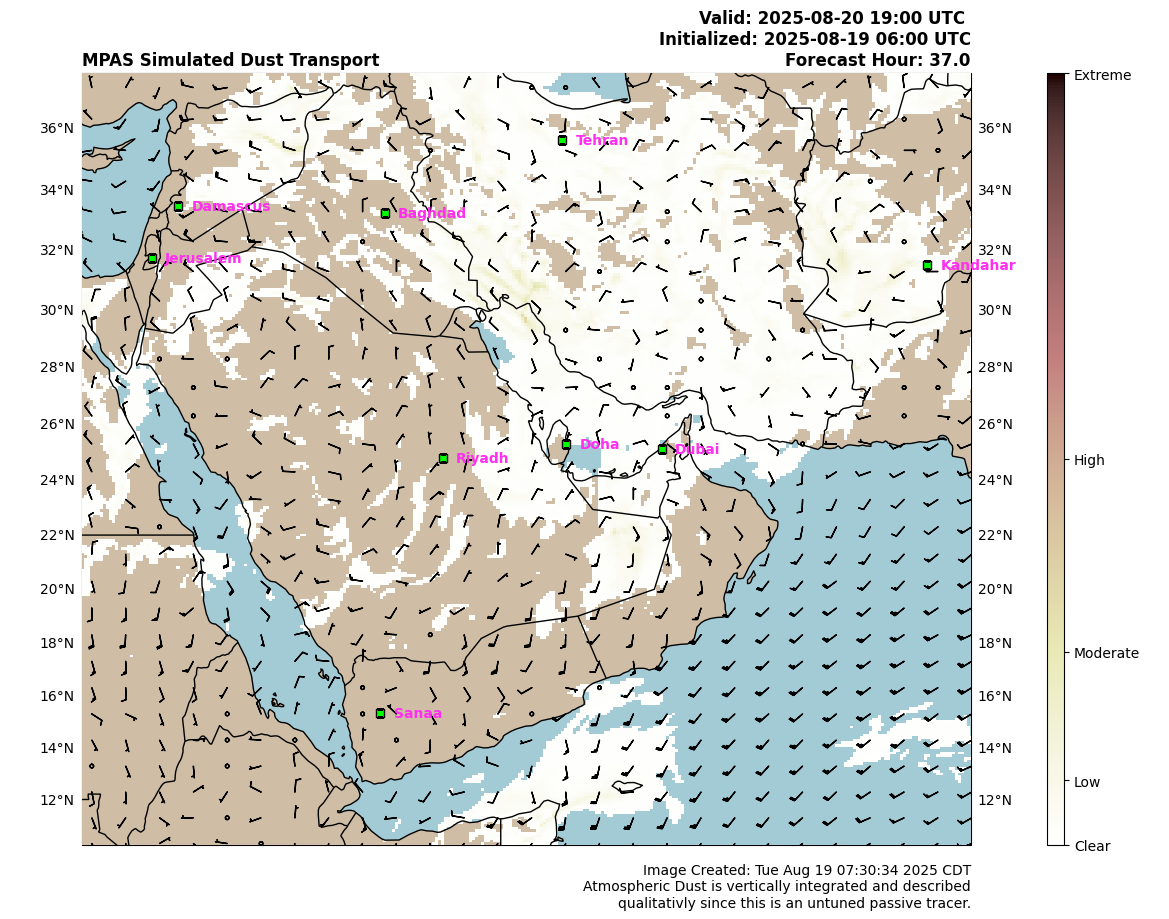 Valid: 2025-08-20 19:00 UTC
Initialized: 2025-08-19 06:00 UTC
MPAS Simulated Dust Transport
Forecast Hour: 37.0
Extreme
High
Moderate
Low
Clear
36°N
34°N
32°N
30°N
28°N
26°N
24°N
22°N
20°N
18°N
16°N
14°N
12°N
36°N
34°N
32°N
30°N
28°N
26°N
24°N
22°N
20°N
18°N
16°N
14°N
12°N
Tehran
Damascus
Baghdad
Jerusalem
Kandahar
Doha
Dubai
Riyadh
Sanaa
Image Created: Tue Aug 19 07:30:34 2025 CDT
Atmospheric Dust is vertically integrated and described
qualitativly since this is an untuned passive tracer.